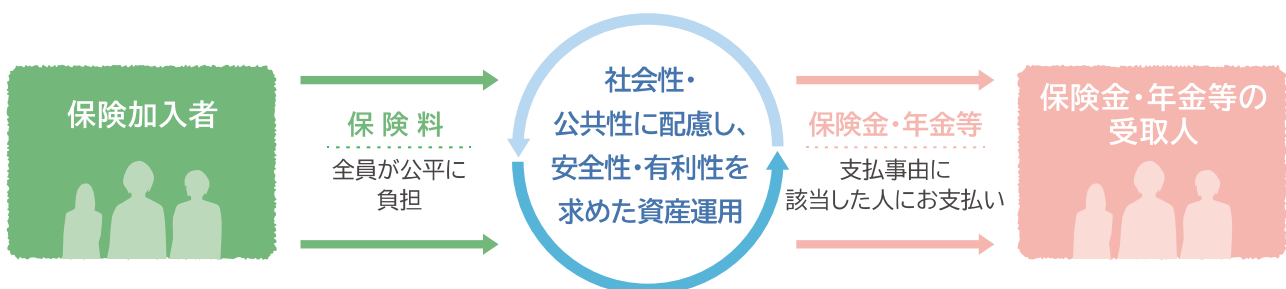 保険加入者
保険料
全員が公平に
負担
社会性・
公共性に配慮し、
安全性・有利性を
求めた資産運用
保険金・年金等
支払事由に
該当した人にお支払い
保険金・年金等の
受取人